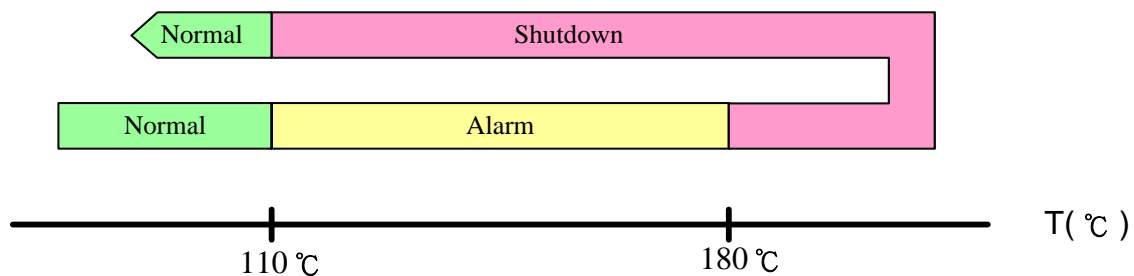 Normal Shutdown
Normal Alarm
T( ℃ )
110 ℃ 180 ℃